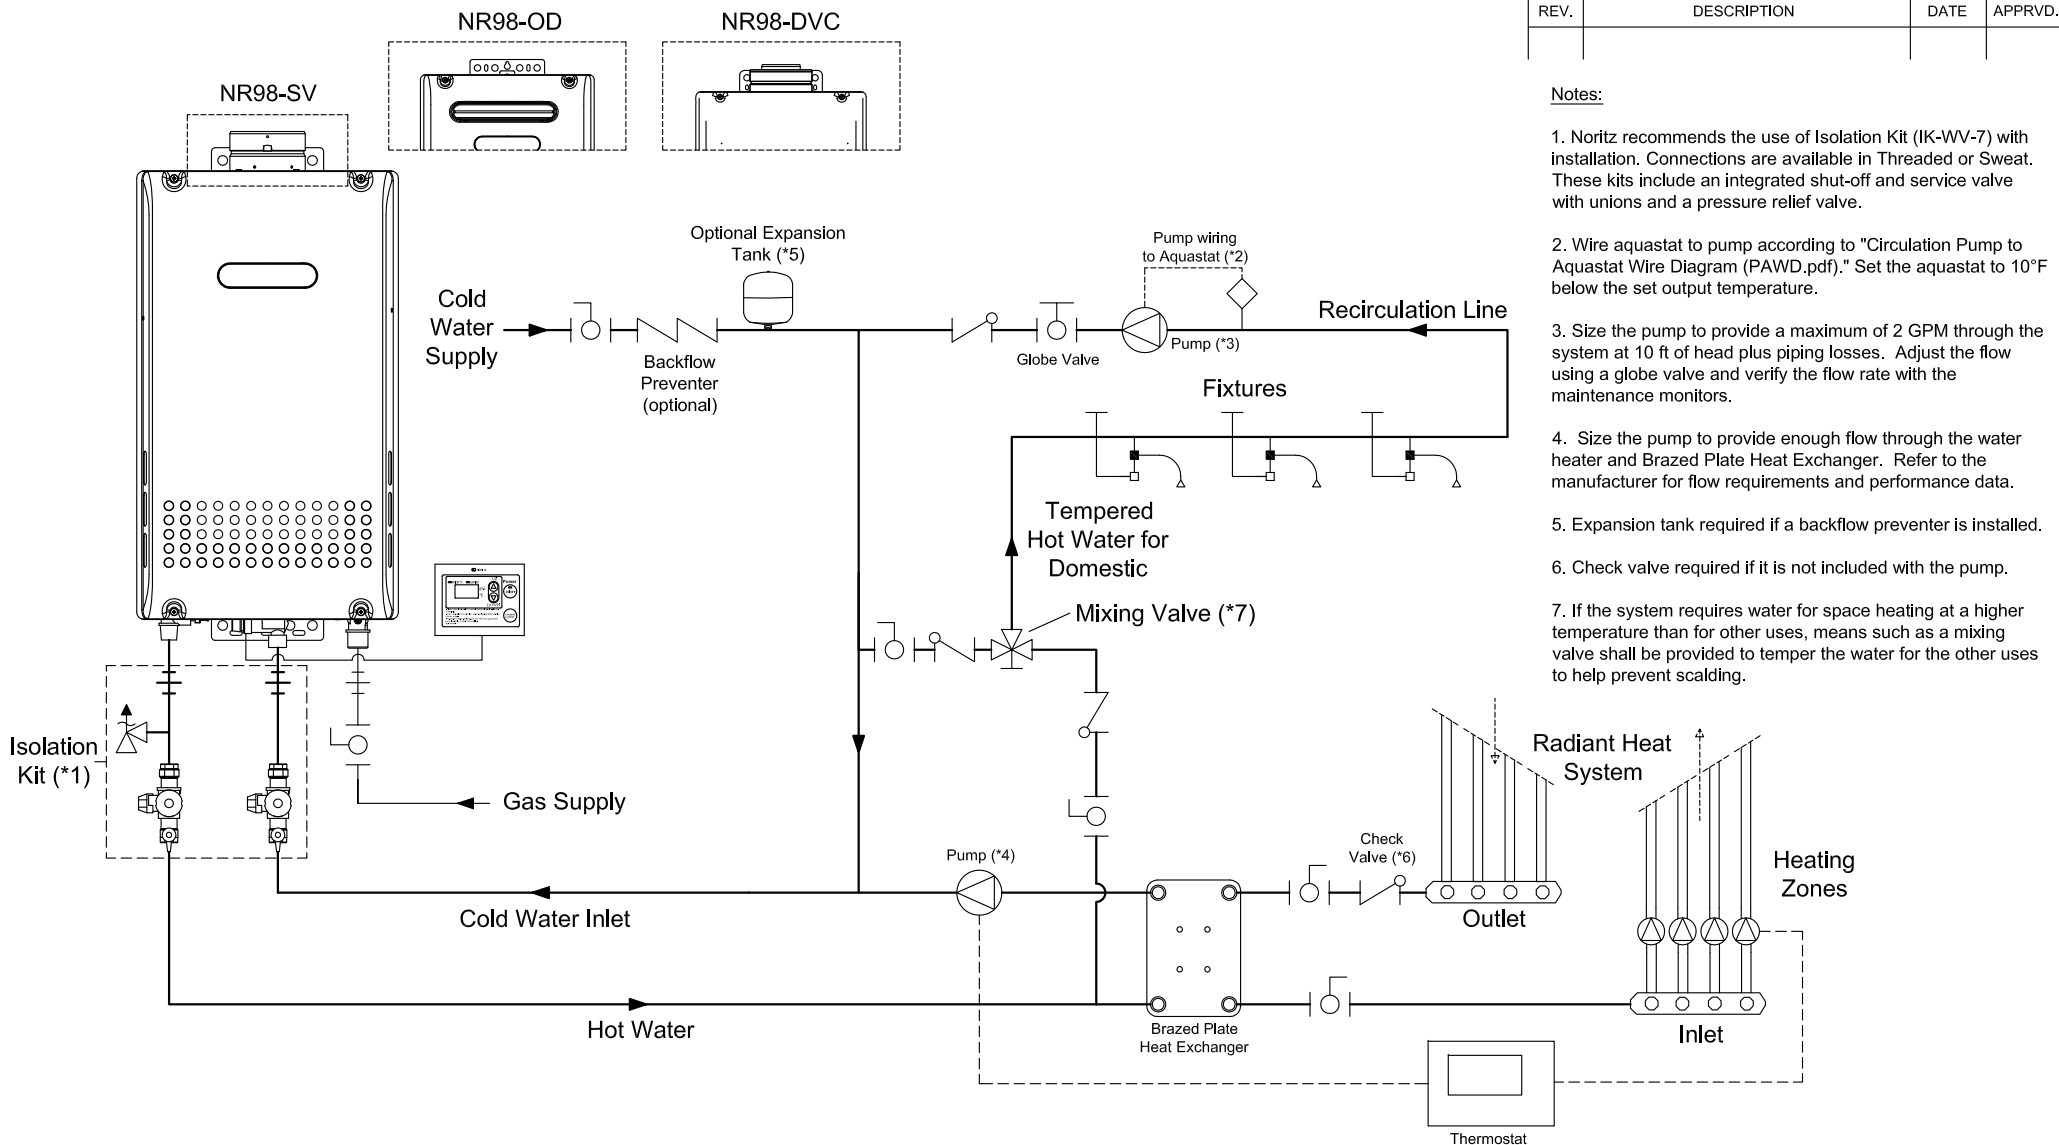 NR98-OD
NR98-DVC
NR98-SV
REV.
DESCRIPTION
DATE
APPRVD.
Notes:
1. Noritz recommends the use of Isolation Kit (IK-WV-7) with
installation. Connections are available in Threaded or Sweat.
These kits include an integrated shut-off and service valve
with unions and a pressure relief valve.
2. Wire aquastat to pump according to "Circulation Pump to
Aquastat Wire Diagram (PAWD.pdf)." Set the aquastat to 10°F
below the set output temperature.
3. Size the pump to provide a maximum of 2 GPM through the
system at 10 ft of head plus piping losses. Adjust the flow
using a globe valve and verify the flow rate with the
maintenance monitors.
4. Size the pump to provide enough flow through the water
heater and Brazed Plate Heat Exchanger. Refer to the
manufacturer for flow requirements and performance data.
5. Expansion tank required if a backflow preventer is installed.
6. Check valve required if it is not included with the pump.
7. If the system requires water for space heating at a higher
temperature than for other uses, means such as a mixing
valve shall be provided to temper the water for the other uses
to help prevent scalding.
Optional Expansion
Tank (*5)
Pump wiring
to Aquastat (*2)
Cold
Water
Supply
Recirculation Line
Backflow
Preventer
(optional)
Globe Valve
Pump (*3)
Fixtures
Tempered
Hot Water for
Domestic
Mixing Valve (*7)
Power
Isolation
Kit (*1)
Gas Supply
Radiant Heat
System
Pump (*4)
Check
Valve (*6)
Heating
Zones
Cold Water Inlet
Outlet
Hot Water
Brazed Plate
Heat Exchanger
Inlet
Thermostat